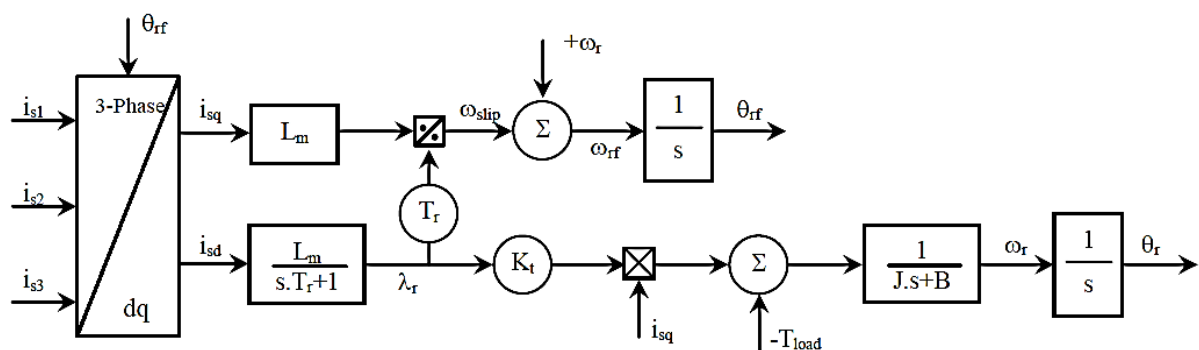 θrf
+ωr
is1
3-Phase
isq
Lm
ωslip
Σ
ωrf
1
s
θrf
is2
Tr
is3
dq
isd
Lm
s.Tr+1
λr
Kt
isq
Σ
-Tload
1
J.s+B
ωr
1
s
θr